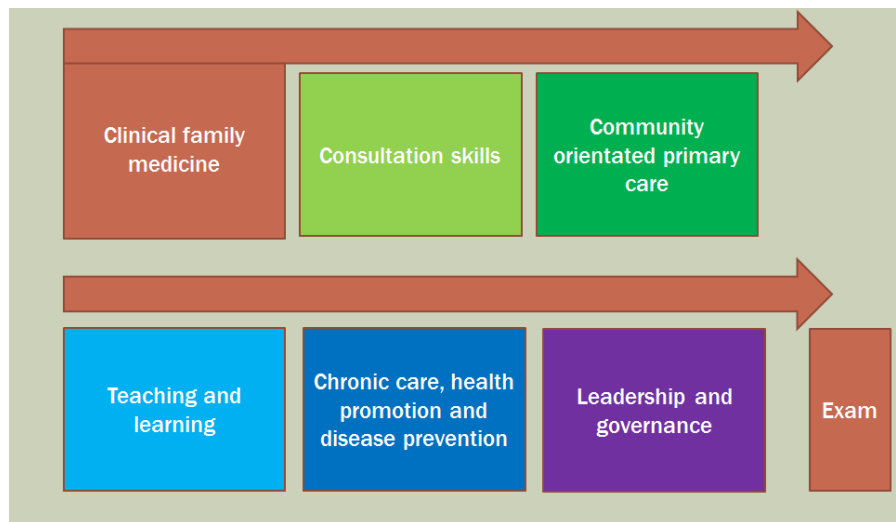 Clinical family
medicine
Consultation skills
Community
orientated primary
care
Teaching and
learning
Chronic care, health
promotion and
disease prevention
Leadership and
governance
Exam